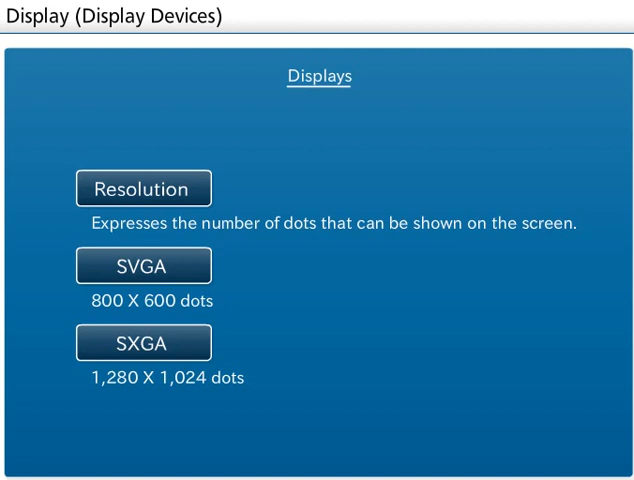 Display (Display Devices)
Displays
Resolution
Expresses the number of dots that can be shown on the screen.
SVGA
800 X 600 dots
SXGA
1,280 X 1,024 dots